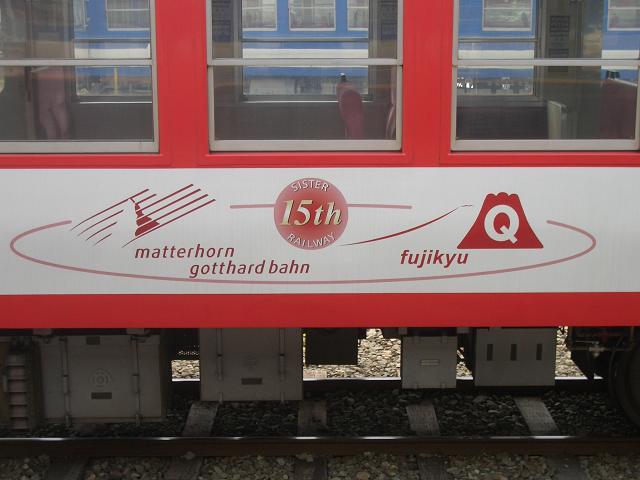 SISTER
15th
RAILWAY
matterhorn
gotthard bahn
Q
fujikyu